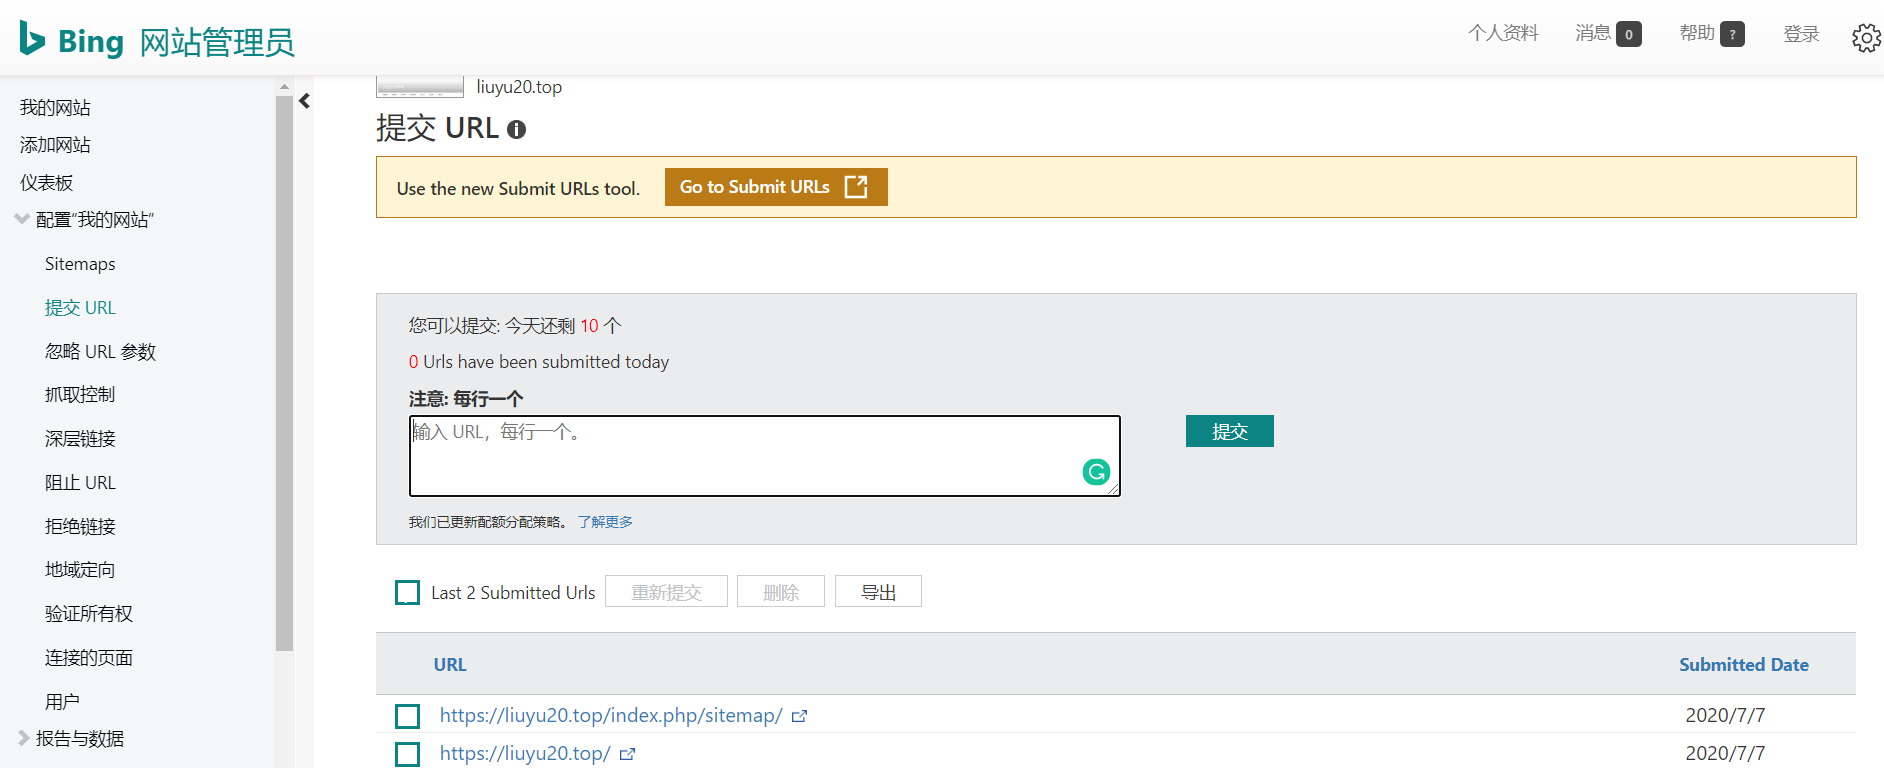 Bing 网站管理员
个人资料
消息 0
帮助 ?
登录
我的网站
添加网站
仪表板
配置“我的网站”
Sitemaps
提交 URL
忽略 URL 参数
抓取控制
深层链接
阻止 URL
拒绝链接
地域定向
验证所有权
连接的页面
用户
报告与数据
liuyu20.top
提交 URL
Use the new Submit URLs tool.
Go to Submit URLs
您可以提交: 今天还剩 10 个
0 Urls have been submitted today
注意: 每行一个
输入 URL，每行一个。
提交
我们已更新配额分配策略。 了解更多
Last 2 Submitted Urls
重新提交
删除
导出
URL
Submitted Date
https://liuyu20.top/index.php/sitemap/
2020/7/7
https://liuyu20.top/
2020/7/7